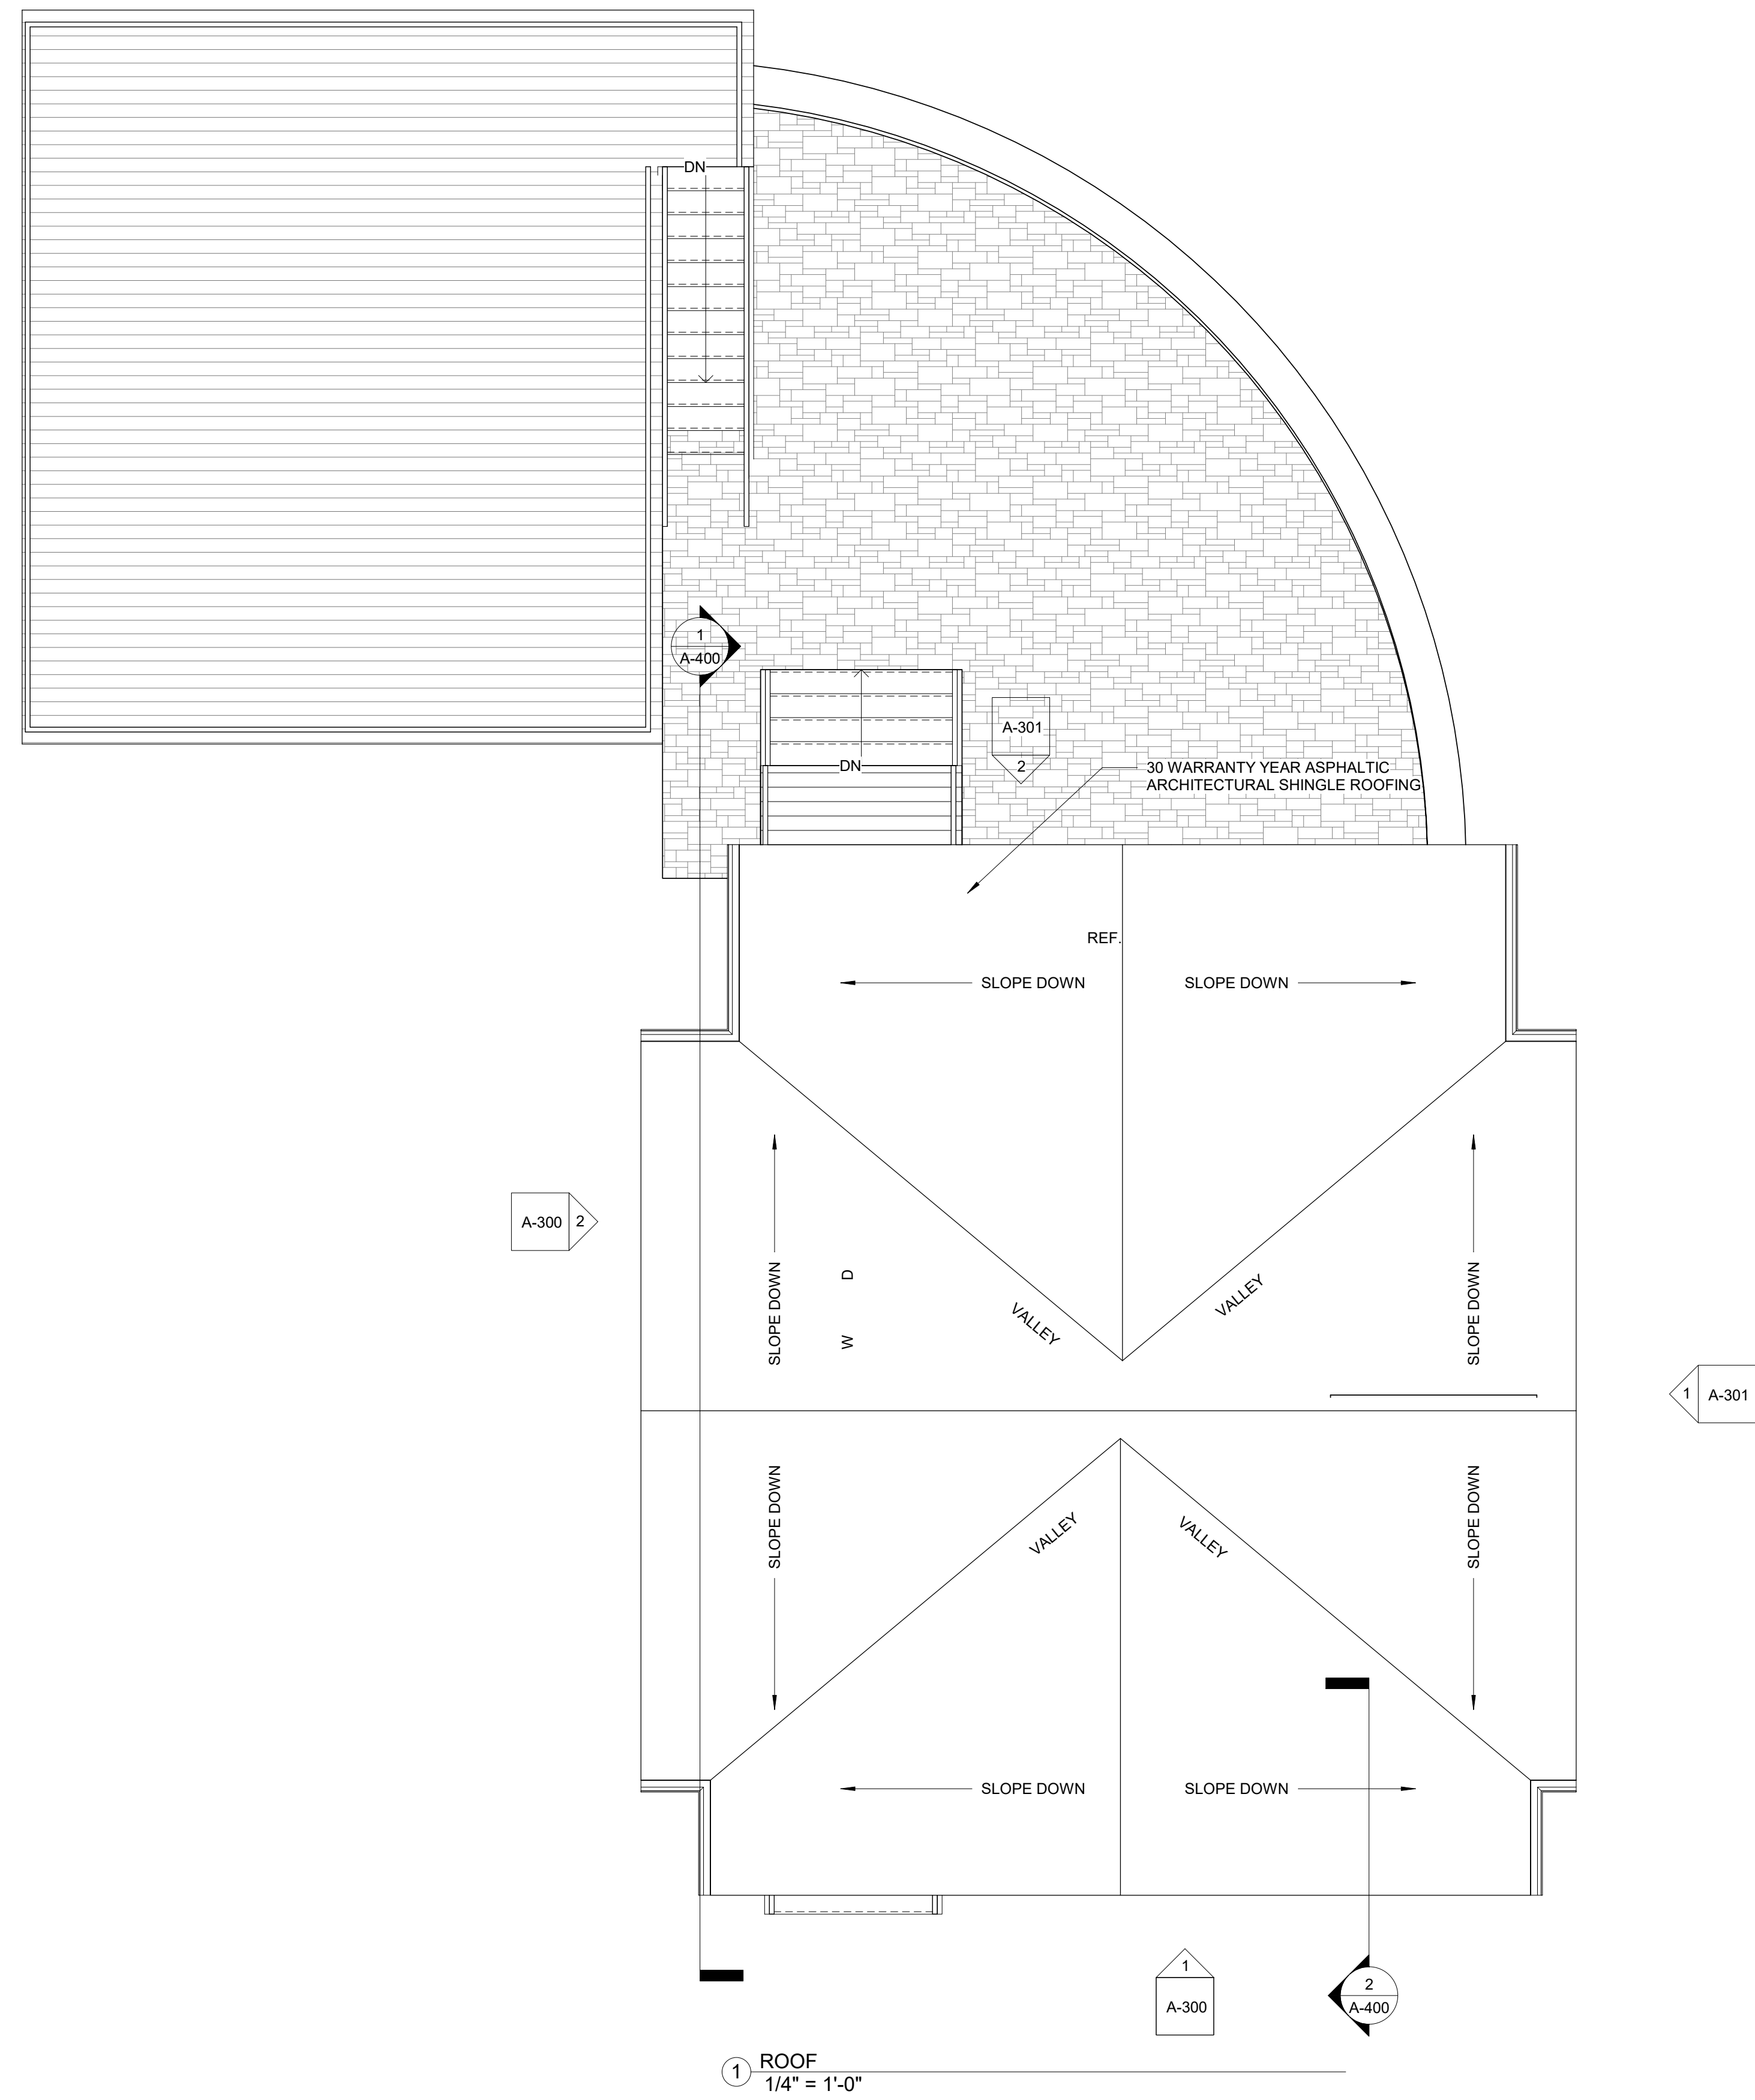 DN
1
A-400
A-301
2
DN
30 WARRANTY YEAR ASPHALTIC
ARCHITECTURAL SHINGLE ROOFING
REF.
SLOPE DOWN
SLOPE DOWN
A-300
2
SLOPE DOWN
D
W
VALLEY
VALLEY
SLOPE DOWN
1
A-301
SLOPE DOWN
VALLEY
VALLEY
SLOPE DOWN
SLOPE DOWN
SLOPE DOWN
1
A-300
2
A-400
1
ROOF
1/4" = 1'-0"